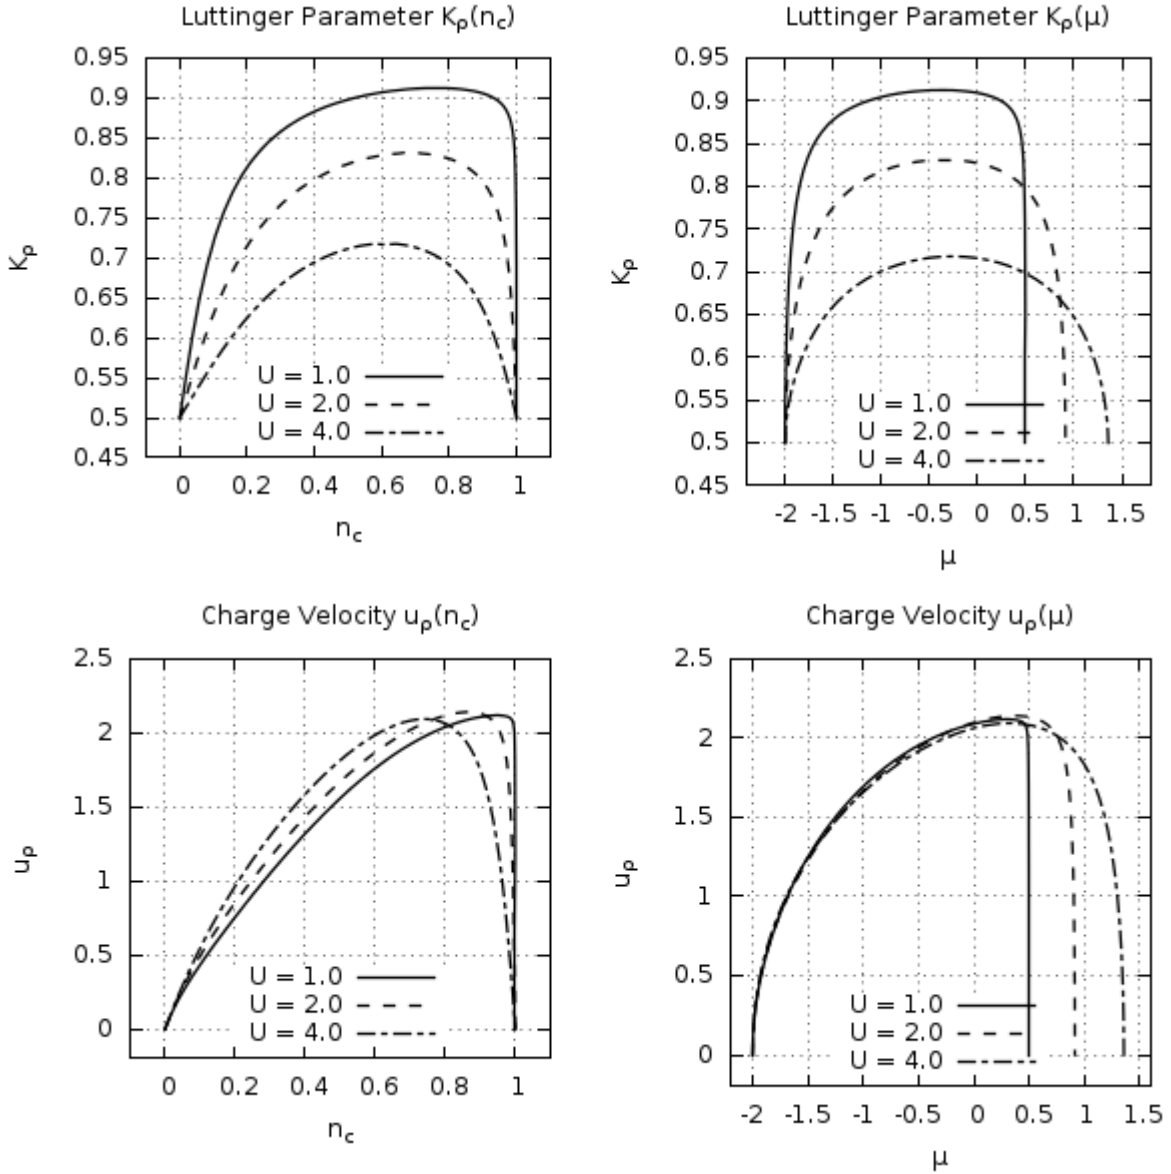 Luttinger Parameter Kρ(nc)
0.95
0.9
0.85
0.8
0.75
0.7
0.65
0.6
0.55
0.5
0.45
Kρ
U = 1.0
U = 2.0
U = 4.0
0 0.2 0.4 0.6 0.8 1
nc
Luttinger Parameter Kρ(μ)
0.95
0.9
0.85
0.8
0.75
0.7
0.65
0.6
0.55
0.5
0.45
Kρ
U = 1.0
U = 2.0
U = 4.0
-2 -1.5 -1 -0.5 0 0.5 1 1.5
μ
Charge Velocity uρ(nc)
2.5
2
1.5
1
0.5
0
uρ
U = 1.0
U = 2.0
U = 4.0
0 0.2 0.4 0.6 0.8 1
nc
Charge Velocity uρ(μ)
2.5
2
1.5
1
0.5
0
uρ
U = 1.0
U = 2.0
U = 4.0
-2 -1.5 -1 -0.5 0 0.5 1 1.5
μ